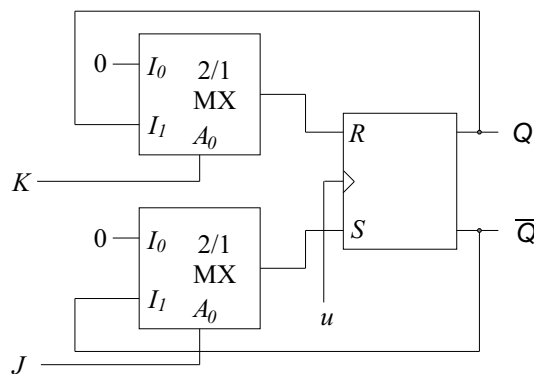 0 I₀ 2/1
MX
I₁ A₀
R Q
K
0 I₀ 2/1
MX
S Q̅
I₁ A₀
u
J